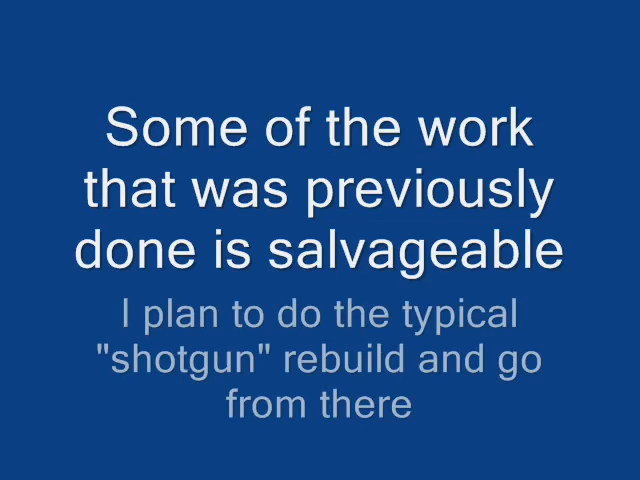 Some of the work
that was previously
done is salvageable
I plan to do the typical
"shotgun" rebuild and go
from there